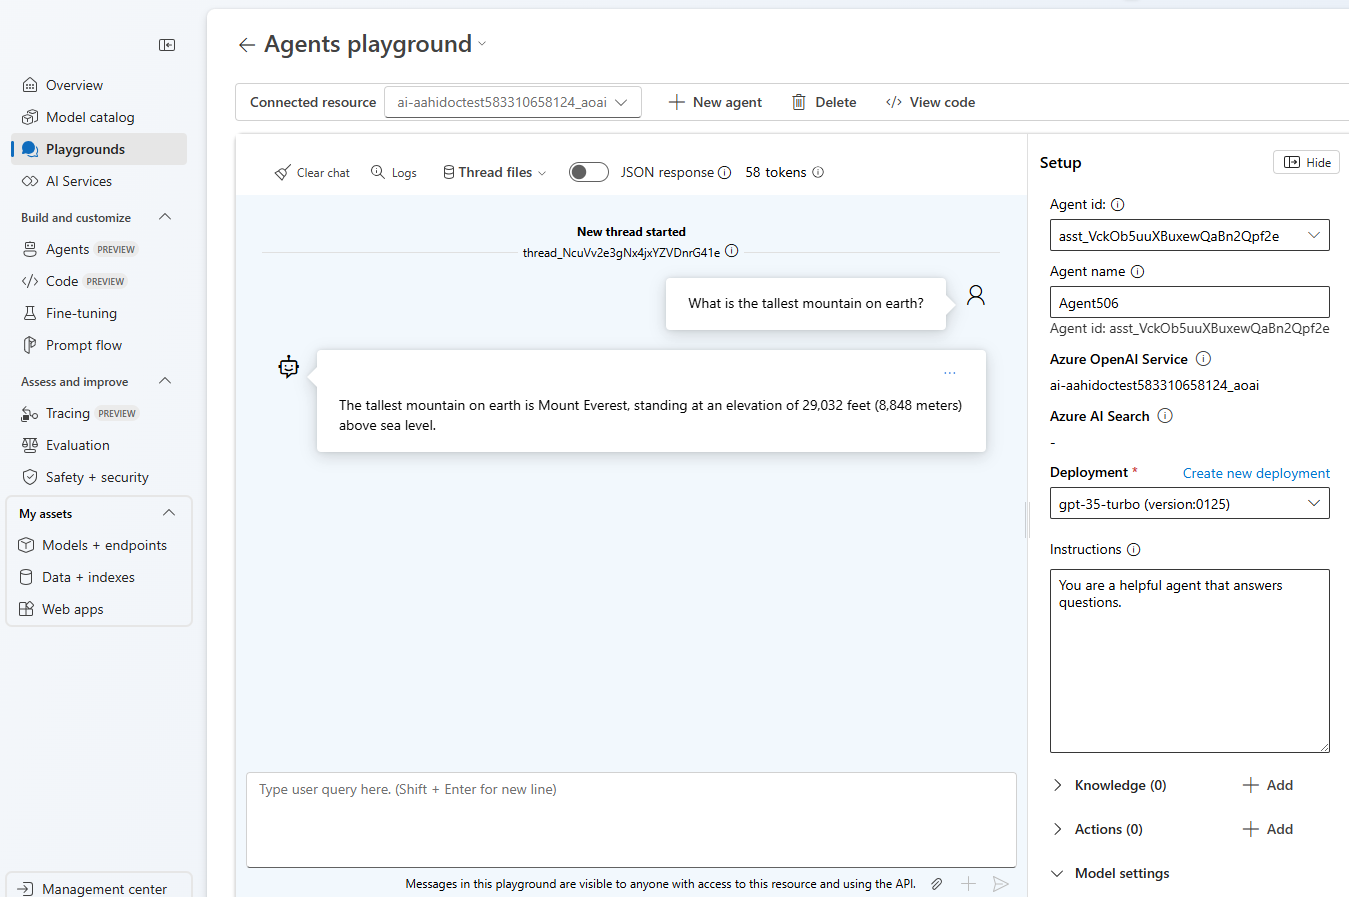 Overview
Model catalog
Playgrounds
AI Services
Build and customize
Agents PREVIEW
Code PREVIEW
Fine-tuning
Prompt flow
Assess and improve
Tracing PREVIEW
Evaluation
Safety + security
My assets
Models + endpoints
Data + indexes
Web apps
Management center
Agents playground
Connected resource ai-aahidoctest583310658124_aoai New agent Delete View code
Clear chat Logs Thread files JSON response 58 tokens
New thread started
thread_NcuVv2e3gNx4jxYZVDnrG41e
What is the tallest mountain on earth?
...
The tallest mountain on earth is Mount Everest, standing at an elevation of 29,032 feet (8,848 meters)
above sea level.
Type user query here. (Shift + Enter for new line)
Messages in this playground are visible to anyone with access to this resource and using the API.
Setup Hide
Agent id:
asst_VckOb5uuXBuxewQaBn2Qpf2e
Agent name
Agent506
Agent id: asst_VckOb5uuXBuxewQaBn2Qpf2e
Azure OpenAI Service
ai-aahidoctest583310658124_aoai
Azure AI Search
-
Deployment * Create new deployment
gpt-35-turbo (version:0125)
Instructions
You are a helpful agent that answers
questions.
Knowledge (0) Add
Actions (0) Add
Model settings